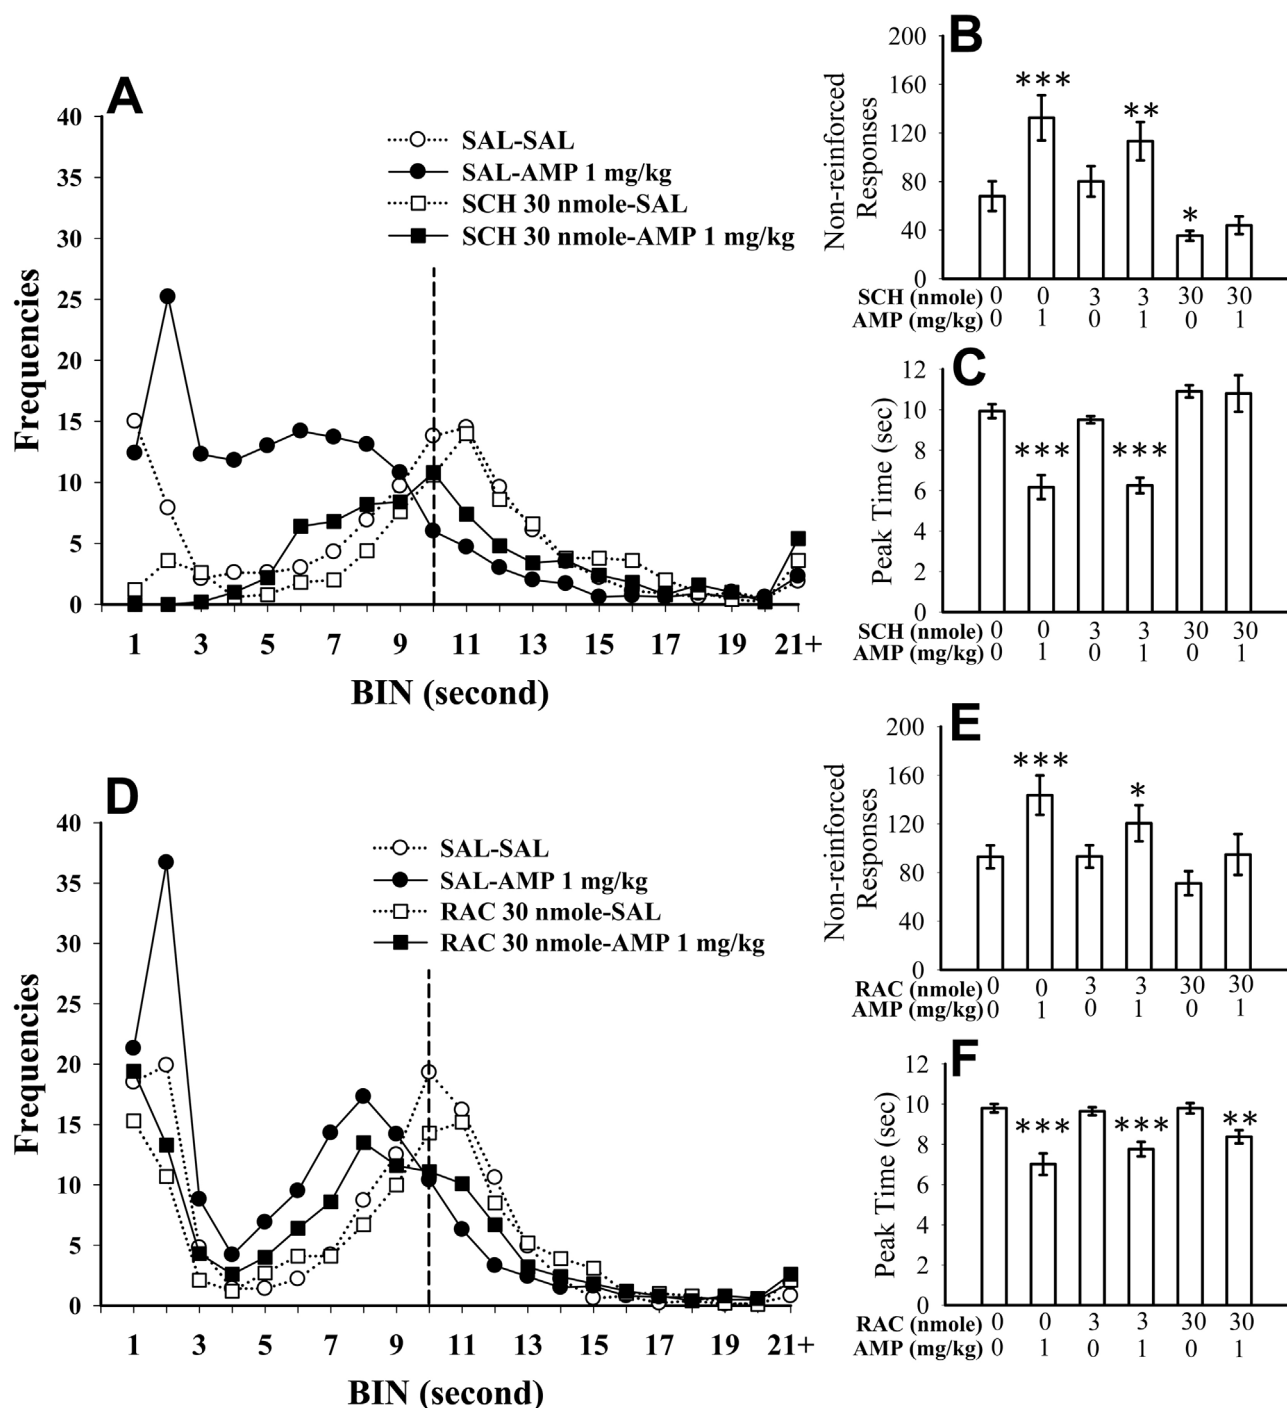 A
40
35
30
25
20
15
10
5
0
Frequencies
SAL-SAL
SAL-AMP 1 mg/kg
SCH 30 nmole-SAL
SCH 30 nmole-AMP 1 mg/kg
1 3 5 7 9 11 13 15 17 19 21+
BIN (second)
B
200
160
120
80
40
0
Non-reinforced
Responses
*** ** *
SCH (nmole) 0 0 3 3 30 30
AMP (mg/kg) 0 1 0 1 0 1
C
12
10
8
6
4
2
0
Peak Time (sec)
*** ***
SCH (nmole) 0 0 3 3 30 30
AMP (mg/kg) 0 1 0 1 0 1
D
40
35
30
25
20
15
10
5
0
Frequencies
SAL-SAL
SAL-AMP 1 mg/kg
RAC 30 nmole-SAL
RAC 30 nmole-AMP 1 mg/kg
1 3 5 7 9 11 13 15 17 19 21+
BIN (second)
E
200
160
120
80
40
0
Non-reinforced
Responses
*** *
RAC (nmole) 0 0 3 3 30 30
AMP (mg/kg) 0 1 0 1 0 1
F
12
10
8
6
4
2
0
Peak Time (sec)
*** *** **
RAC (nmole) 0 0 3 3 30 30
AMP (mg/kg) 0 1 0 1 0 1